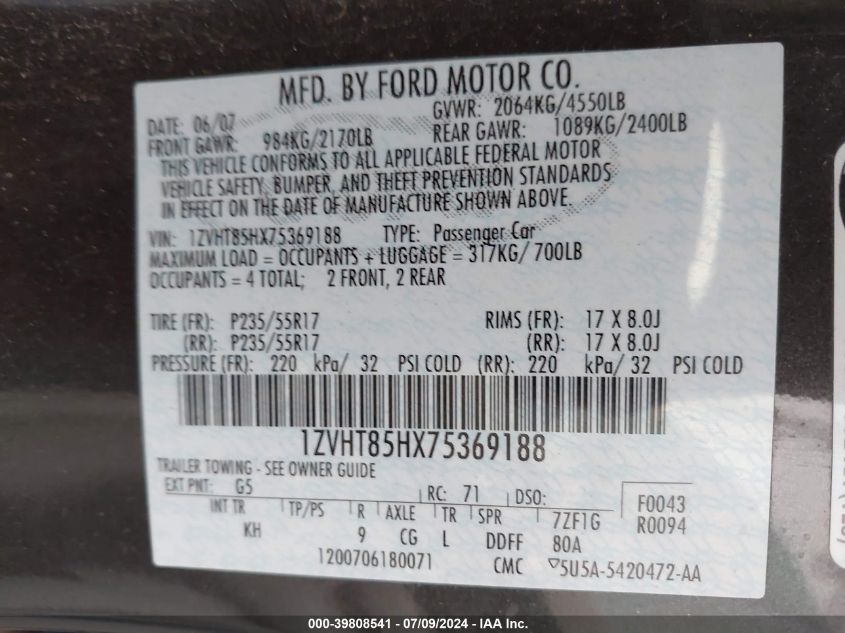 MFD. BY FORD MOTOR CO.
DATE: 06/07 GVWR: 2064KG/4550LB
FRONT GAWR: 984KG/2170LB REAR GAWR: 1089KG/2400LB
THIS VEHICLE CONFORMS TO ALL APPLICABLE FEDERAL MOTOR
VEHICLE SAFETY, BUMPER, AND THEFT PREVENTION STANDARDS
IN EFFECT ON THE DATE OF MANUFACTURE SHOWN ABOVE.
VIN: 1ZVHT85HX75369188 TYPE: Passenger Car
MAXIMUM LOAD = OCCUPANTS + LUGGAGE = 317KG/ 700LB
OCCUPANTS = 4 TOTAL; 2 FRONT, 2 REAR
TIRE (FR): P235/55R17 RIMS (FR): 17 X 8.0J
(RR): P235/55R17 (RR): 17 X 8.0J
PRESSURE (FR): 220 kPa/ 32 PSI COLD (RR): 220 kPa/ 32 PSI COLD
1ZVHT85HX75369188
TRAILER TOWING - SEE OWNER GUIDE
EXT PNT: G5 RC: 71 DSO: F0043
INT TR TP/PS R AXLE TR SPR 7ZF1G R0094
KH 9 CG L DDFF 80A
1200706180071 CMC ▽5U5A-5420472-AA
000-39808541 - 07/09/2024 - IAA Inc.